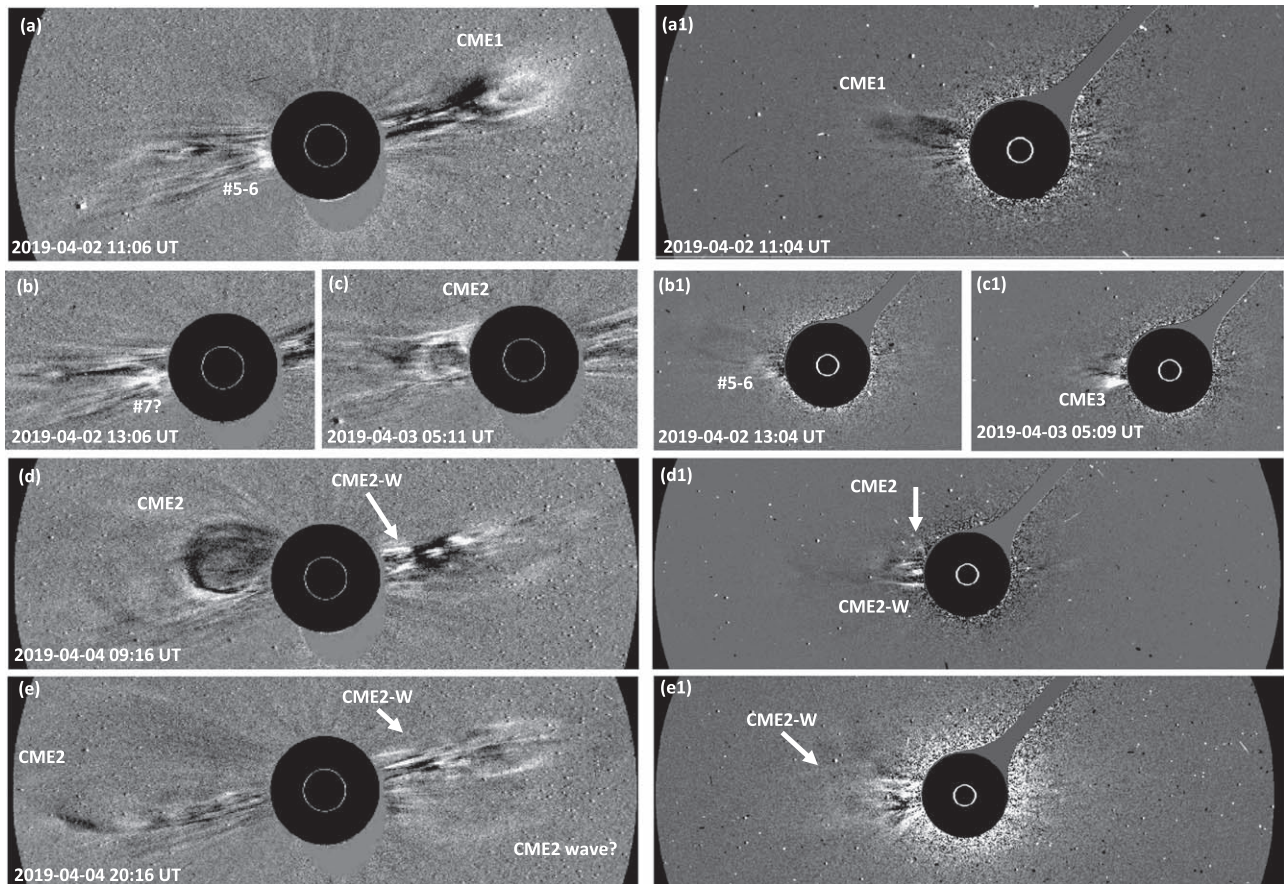 (a)
CME1
#5-6
2019-04-02 11:06 UT
(a1)
CME1
2019-04-02 11:04 UT
(b)
#7?
2019-04-02 13:06 UT
(c)
CME2
2019-04-03 05:11 UT
(b1)
#5-6
2019-04-02 13:04 UT
(c1)
CME3
2019-04-03 05:09 UT
(d)
CME2-W
CME2
2019-04-04 09:16 UT
(d1)
CME2
CME2-W
(e)
CME2-W
CME2
CME2 wave?
2019-04-04 20:16 UT
(e1)
CME2-W